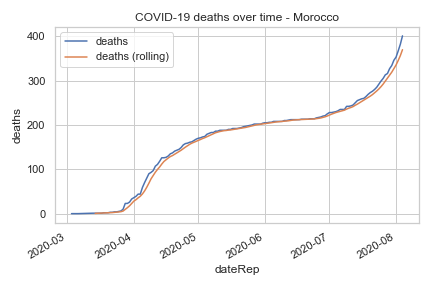 COVID-19 deaths over time - Morocco
400
300
200
100
0
deaths
deaths
deaths (rolling)
2020-03
2020-04
2020-05
2020-06
2020-07
2020-08
dateRep